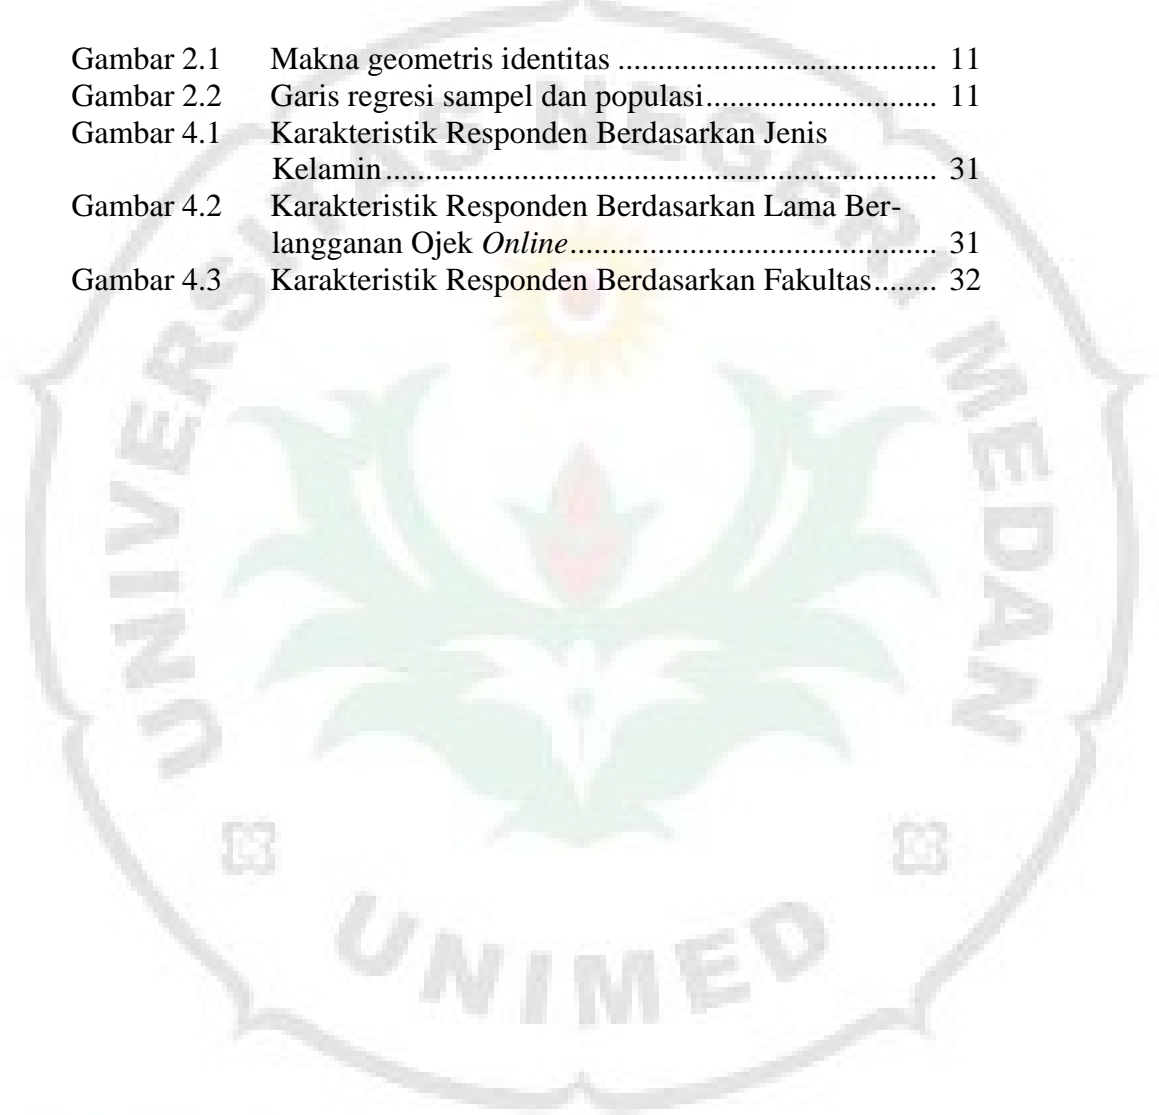 Gambar 2.1 Makna geometris identitas ....................................... 11
Gambar 2.2 Garis regresi sampel dan populasi............................ 11
Gambar 4.1 Karakteristik Responden Berdasarkan Jenis
Kelamin.................................................................... 31
Gambar 4.2 Karakteristik Responden Berdasarkan Lama Ber-
langganan Ojek Online............................................. 31
Gambar 4.3 Karakteristik Responden Berdasarkan Fakultas........ 32
UNIVERSITAS NEGERI MEDAN
UNIMED